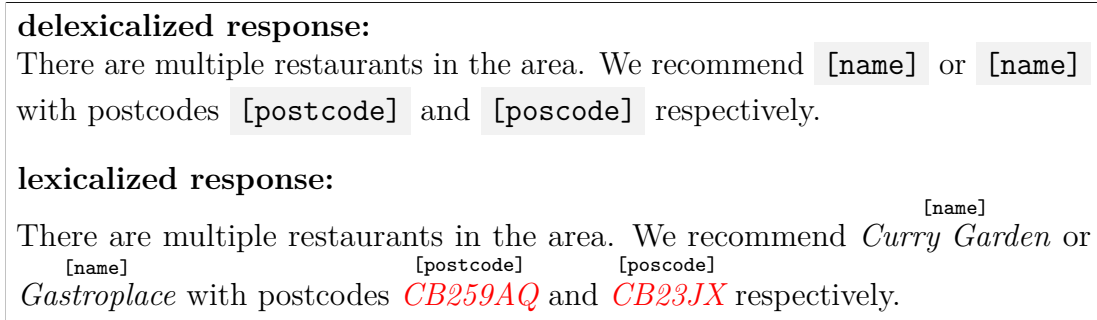 delexicalized response:
There are multiple restaurants in the area. We recommend [name] or [name]
with postcodes [postcode] and [poscode] respectively.
lexicalized response:
[name]
There are multiple restaurants in the area. We recommend Curry Garden or
[name] [postcode] [poscode]
Gastroplace with postcodes CB259AQ and CB23JX respectively.